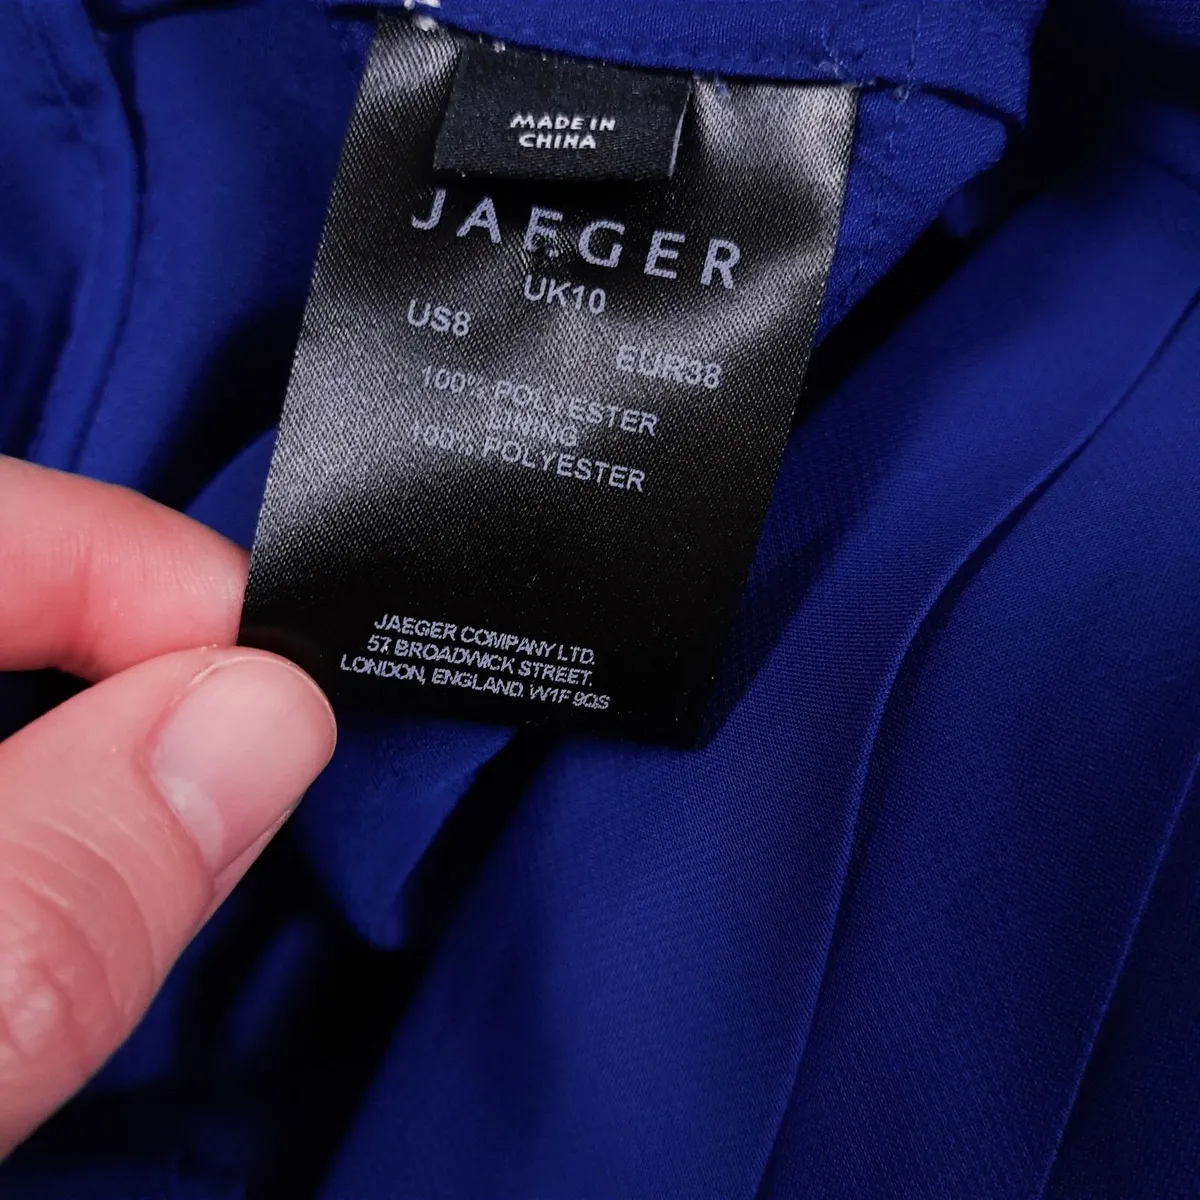 MADE IN
CHINA
JAEGER
UK10
US8
EUR38
100% POLYESTER
LINING
100% POLYESTER
JAEGER COMPANY LTD.
57 BROADWICK STREET.
LONDON, ENGLAND. W1F 9QS